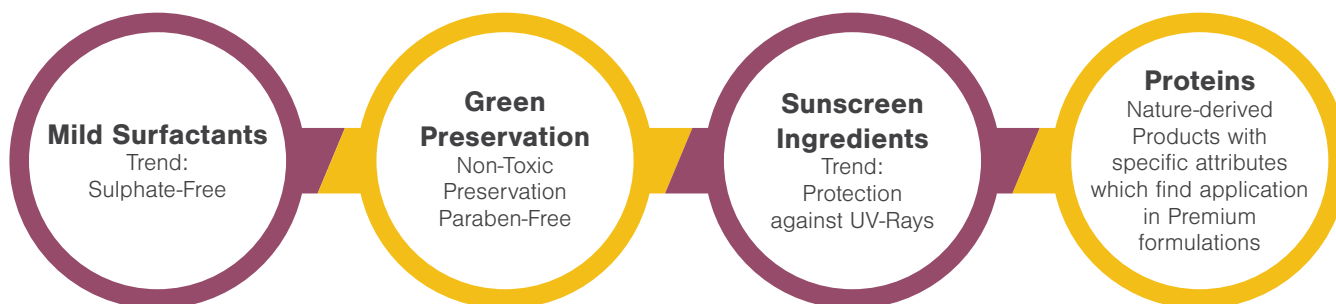 Mild Surfactants
Trend:
Sulphate-Free
Green
Preservation
Non-Toxic
Preservation
Paraben-Free
Sunscreen
Ingredients
Trend:
Protection
against UV-Rays
Proteins
Nature-derived
Products with
specific attributes
which find application
in Premium
formulations